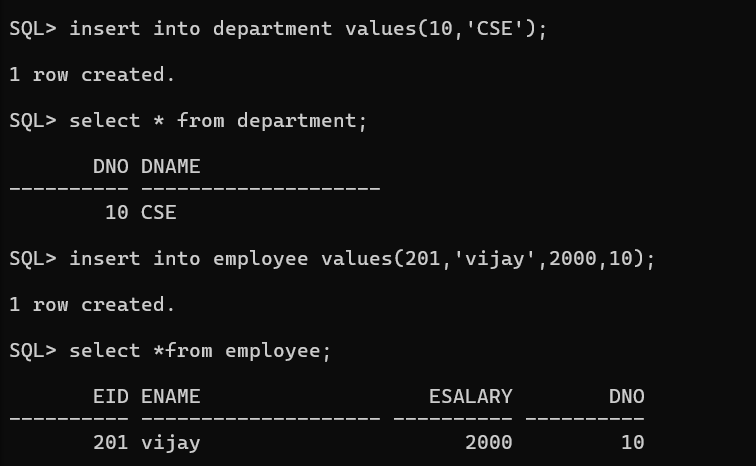 SQL> insert into department values(10,'CSE');
1 row created.
SQL> select * from department;
       DNO DNAME
---------- --------------------
        10 CSE
SQL> insert into employee values(201,'vijay',2000,10);
1 row created.
SQL> select *from employee;
       EID ENAME                   ESALARY        DNO
---------- -------------------- ---------- ----------
       201 vijay                      2000         10